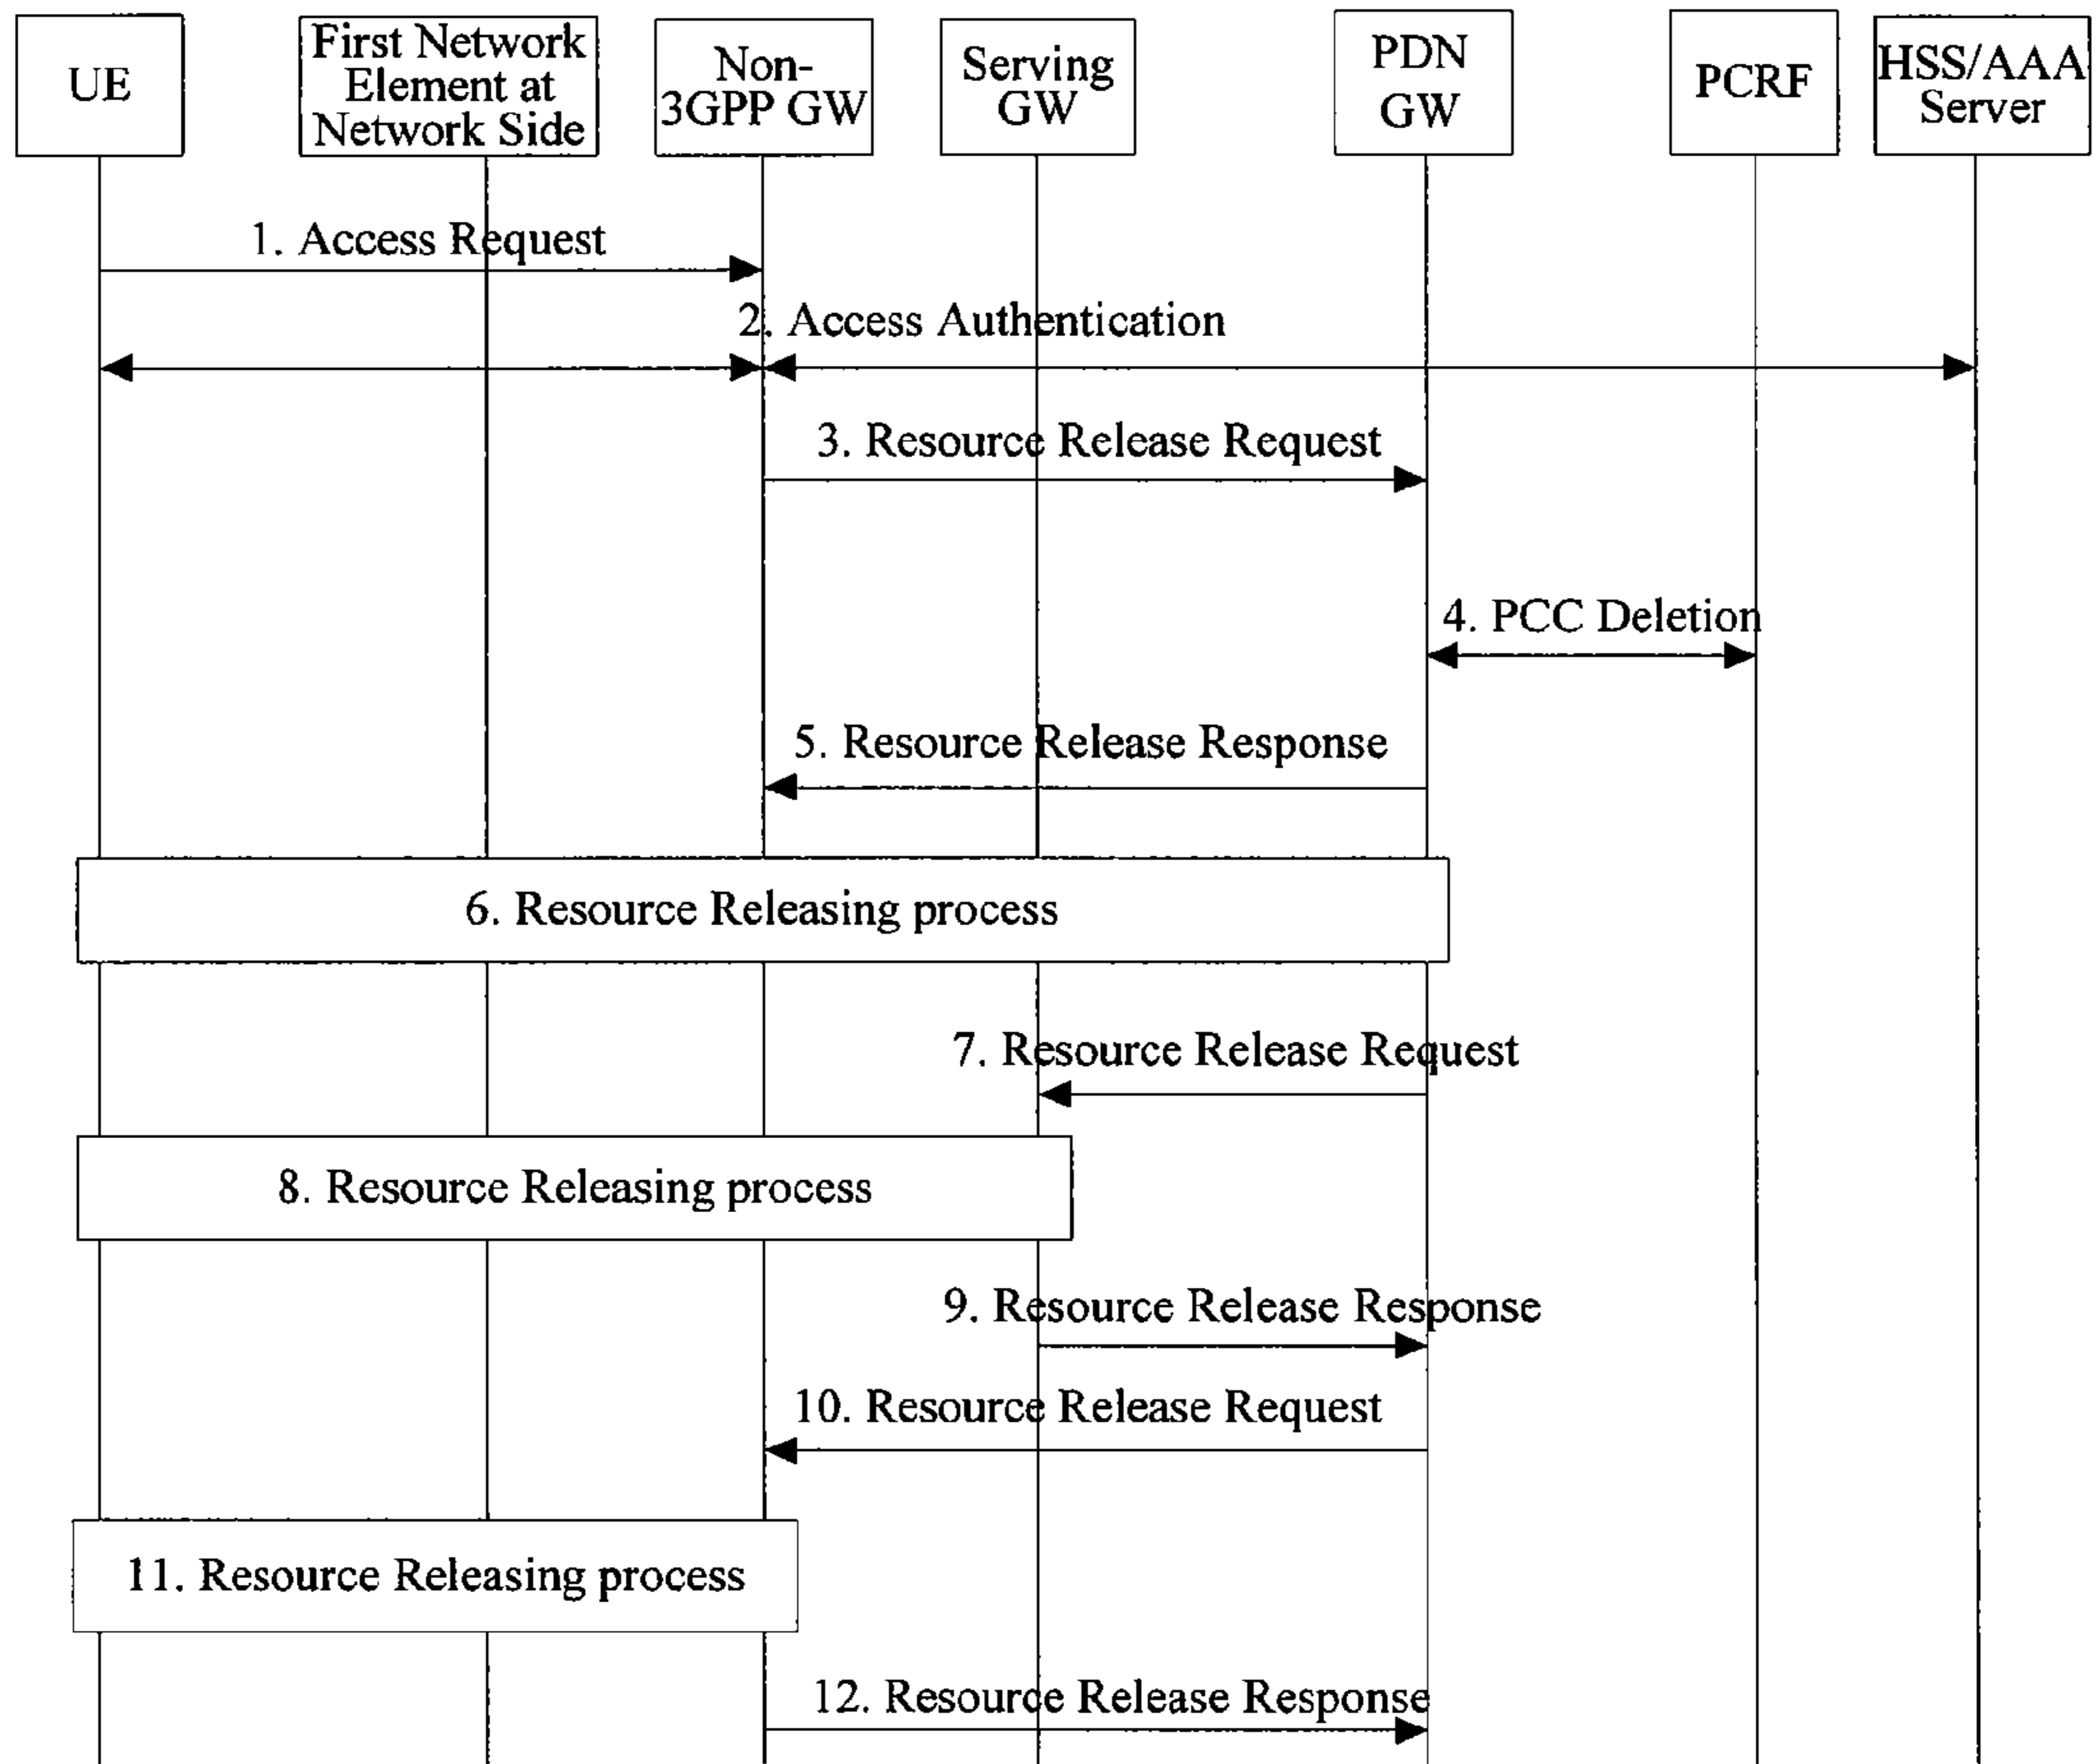 UE
First Network
Element at
Network Side
Non-
3GPP GW
Serving
GW
PDN
GW
PCRF
HSS/AAA
Server
1. Access Request
2. Access Authentication
3. Resource Release Request
4. PCC Deletion
5. Resource Release Response
6. Resource Releasing process
7. Resource Release Request
8. Resource Releasing process
9. Resource Release Response
10. Resource Release Request
11. Resource Releasing process
12. Resource Release Response